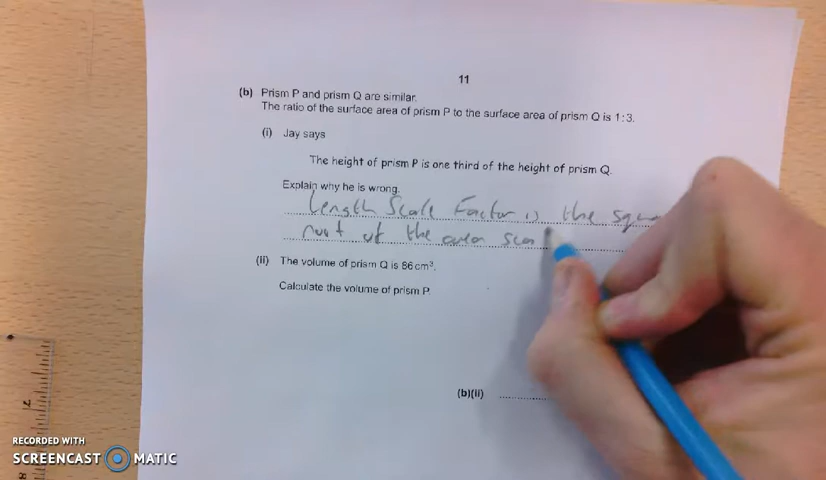 11
(b) Prism P and prism Q are similar.
The ratio of the surface area of prism P to the surface area of prism Q is 1:3.
(i) Jay says
The height of prism P is one third of the height of prism Q.
Explain why he is wrong.
Length Scale Factor is the squ
root of the area sca
(ii) The volume of prism Q is 86 cm³.
Calculate the volume of prism P.
(b)(ii)
7
8
RECORDED WITH
SCREENCAST MATIC